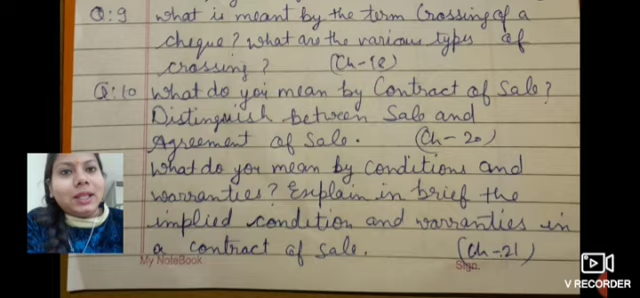 Q:9 What is meant by the term Crossing of a
cheque? What are the various types of
crossing? (Ch-18)
Q:10 What do you mean by Contract of Sale?
Distinguish between Sale and
Agreement of Sale. (Ch-20)
What do you mean by Conditions and
warranties? Explain in brief the
implied condition and warranties in
a contract of Sale. (Ch-21)
My NoteBook Sign.
V RECORDER